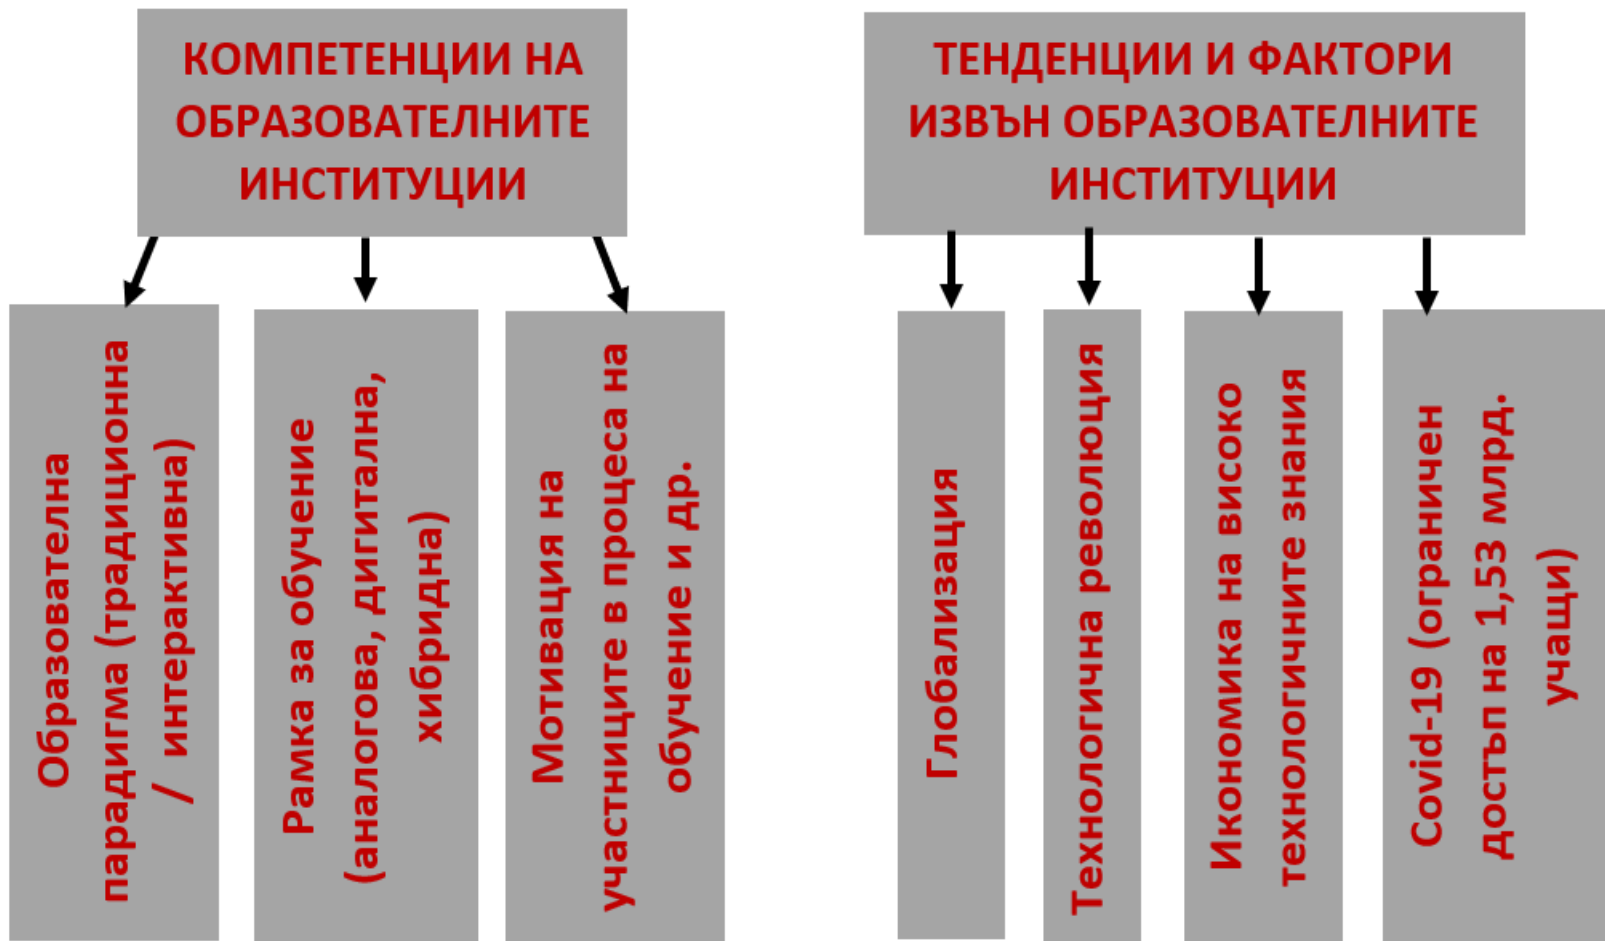 КОМПЕТЕНЦИИ НА
ОБРАЗОВАТЕЛНИТЕ
ИНСТИТУЦИИ
Образователна
парадигма (традиционна
/ интерактивна)
Рамка за обучение
(аналогова, дигитална,
хибридна)
Мотивация на
участниците в процеса на
обучение и др.
ТЕНДЕНЦИИ И ФАКТОРИ
ИЗВЪН ОБРАЗОВАТЕЛНИТЕ
ИНСТИТУЦИИ
Глобализация
Технологична революция
Икономика на високо
технологичните знания
Covid-19 (ограничен
достъп на 1,53 млрд.
учащи)